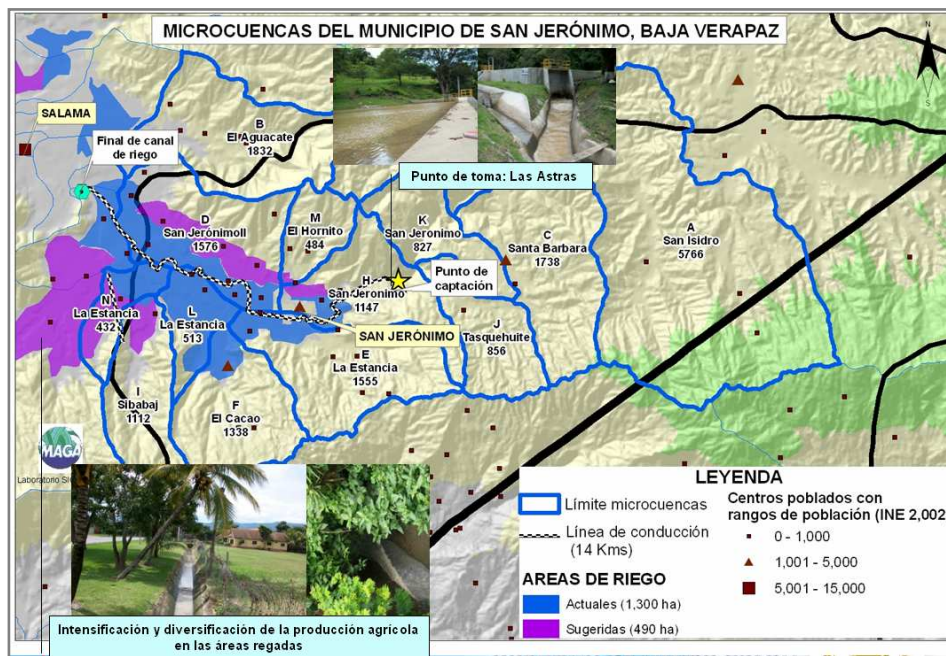 MICROCUENCAS DEL MUNICIPIO DE SAN JERÓNIMO, BAJA VERAPAZ
N
S
SALAMA
Final de canal
de riego
B
El Aguacate
1832
Punto de toma: Las Astras
D
San JerónimoII
1576
M
El Hornito
484
K
San Jeronimo
827
C
Santa Barbara
1738
A
San Isidro
5766
H
San Jeronimo
1147
Punto de
captación
N
La Estancia
432
L
La Estancia
513
SAN JERÓNIMO
J
Tasquehuite
856
E
La Estancia
1555
I
Sibabaj
1112
F
El Cacao
1338
MAGA
Laboratorio
LEYENDA
Límite microcuencas
Línea de conducción
(14 Kms)
AREAS DE RIEGO
Actuales (1,300 ha)
Sugeridas (490 ha)
Centros poblados con
rangos de población (INE 2,002
0 - 1,000
1,001 - 5,000
5,001 - 15,000
Intensificación y diversificación de la producción agrícola
en las áreas regadas